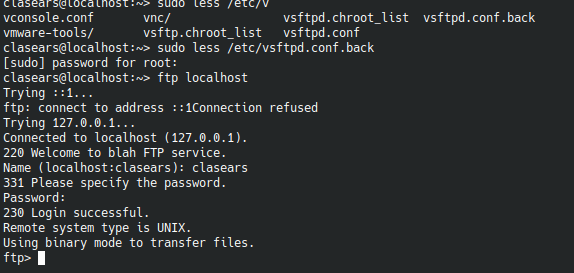 clasears@localhost:~> sudo less /etc/v
vconsole.conf vnc/ vsftpd.chroot_list vsftpd.conf.back
vmware-tools/ vsftp.chroot_list vsftpd.conf
clasears@localhost:~> sudo less /etc/vsftpd.conf.back
[sudo] password for root:
clasears@localhost:~> ftp localhost
Trying ::1...
ftp: connect to address ::1Connection refused
Trying 127.0.0.1...
Connected to localhost (127.0.0.1).
220 Welcome to blah FTP service.
Name (localhost:clasears): clasears
331 Please specify the password.
Password:
230 Login successful.
Remote system type is UNIX.
Using binary mode to transfer files.
ftp>